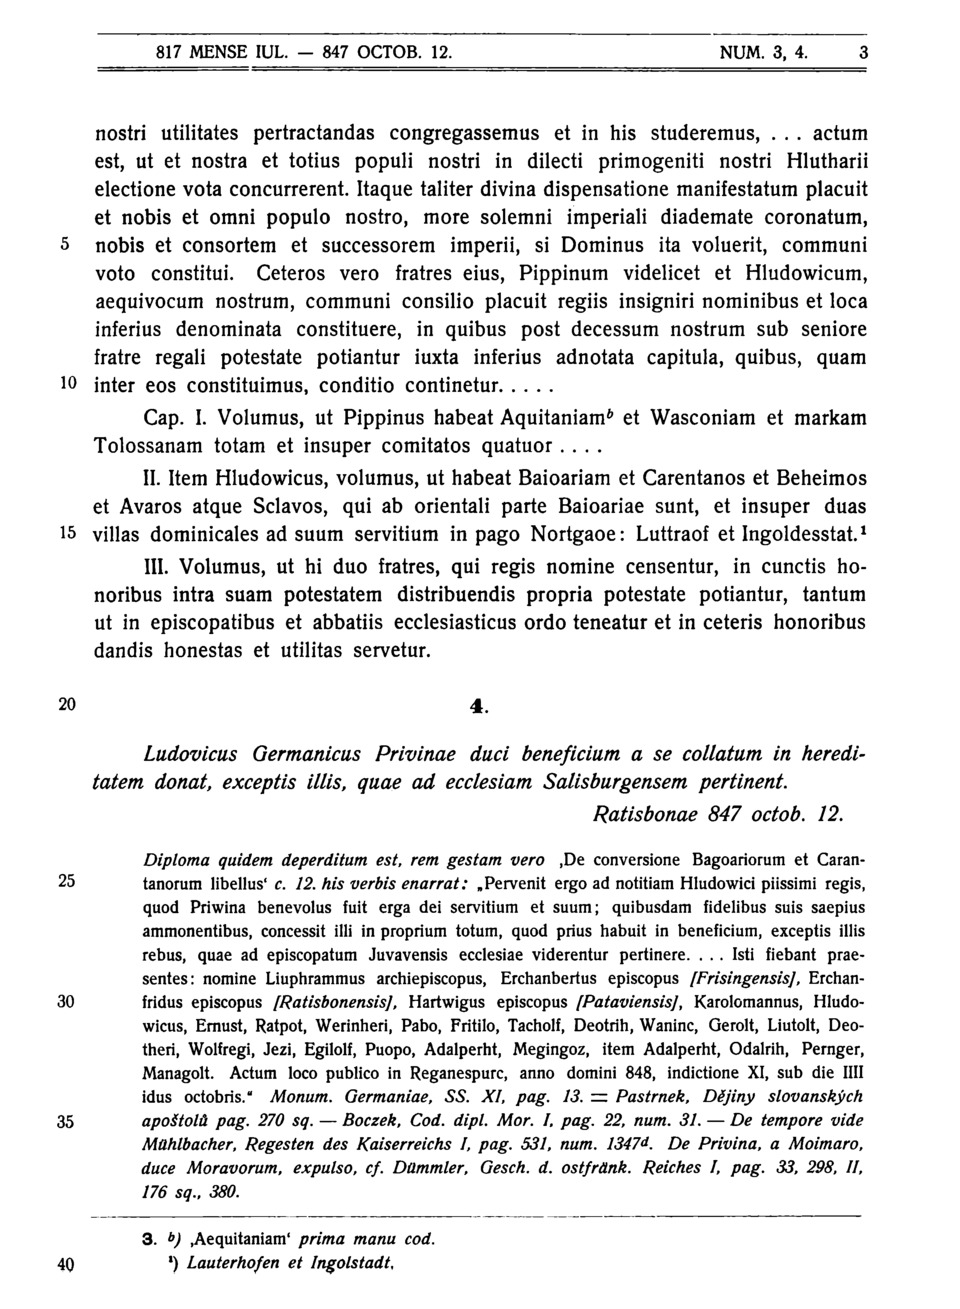 817 MENSE IUL. — 847 OCTOB. 12. NUM. 3, 4. 3
nostri utilitates pertractandas congregassemus et in his studeremus, ... actum
est, ut et nostra et totius populi nostri in dilecti primogeniti nostri Hlutharii
electione vota concurrerent. Itaque taliter divina dispensatione manifestatum placuit
et nobis et omni populo nostro, more solemni imperiali diademate coronatum,
5 nobis et consortem et successorem imperii, si Dominus ita voluerit, communi
voto constitui. Ceteros vero fratres eius, Pippinum videlicet et Hludowicum,
aequivocum nostrum, communi consilio placuit regiis insigniri nominibus et loca
inferius denominata constituere, in quibus post decessum nostrum sub seniore
fratre regali potestate potiantur iuxta inferius adnotata capitula, quibus, quam
10 inter eos constituimus, conditio continetur.....
Cap. I. Volumus, ut Pippinus habeat Aquitaniamᵇ et Wasconiam et markam
Tolossanam totam et insuper comitatos quatuor ....
II. Item Hludowicus, volumus, ut habeat Baioariam et Carentanos et Beheimos
et Avaros atque Sclavos, qui ab orientali parte Baioariae sunt, et insuper duas
15 villas dominicales ad suum servitium in pago Nortgaoe: Luttraof et Ingoldesstat.¹
III. Volumus, ut hi duo fratres, qui regis nomine censentur, in cunctis ho-
noribus intra suam potestatem distribuendis propria potestate potiantur, tantum
ut in episcopatibus et abbatiis ecclesiasticus ordo teneatur et in ceteris honoribus
dandis honestas et utilitas servetur.
20 4.
Ludovicus Germanicus Privinae duci beneficium a se collatum in heredi-
tatem donat, exceptis illis, quae ad ecclesiam Salisburgensem pertinent.
Ratisbonae 847 octob. 12.
Diploma quidem deperditum est, rem gestam vero ‚De conversione Bagoariorum et Caran-
25 tanorum libellus‘ c. 12. his verbis enarrat: „Pervenit ergo ad notitiam Hludowici piissimi regis,
quod Priwina benevolus fuit erga dei servitium et suum; quibusdam fidelibus suis saepius
ammonentibus, concessit illi in proprium totum, quod prius habuit in beneficium, exceptis illis
rebus, quae ad episcopatum Juvavensis ecclesiae viderentur pertinere. ... Isti fiebant prae-
sentes: nomine Liuphrammus archiepiscopus, Erchanbertus episcopus [Frisingensis], Erchan-
30 fridus episcopus [Ratisbonensis], Hartwigus episcopus [Pataviensis], Karolomannus, Hludo-
wicus, Ernust, Ratpot, Werinheri, Pabo, Fritilo, Tacholf, Deotrih, Waninc, Gerolt, Liutolt, Deo-
theri, Wolfregi, Jezi, Egilolf, Puopo, Adalperht, Megingoz, item Adalperht, Odalrih, Pernger,
Managolt. Actum loco publico in Reganespurc, anno domini 848, indictione XI, sub die IIII
idus octobris.“ Monum. Germaniae, SS. XI, pag. 13. = Pastrnek, Dějiny slovanských
35 apoštolů pag. 270 sq. — Boczek, Cod. dipl. Mor. I, pag. 22, num. 31. — De tempore vide
Mühlbacher, Regesten des Kaiserreichs I, pag. 531, num. 1347ᵈ. De Privina, a Moimaro,
duce Moravorum, expulso, cf. Dümmler, Gesch. d. ostfränk. Reiches I, pag. 33, 298, II,
176 sq., 380.
3. ᵇ) ‚Aequitaniam‘ prima manu cod.
40 ¹) Lauterhofen et Ingolstadt.